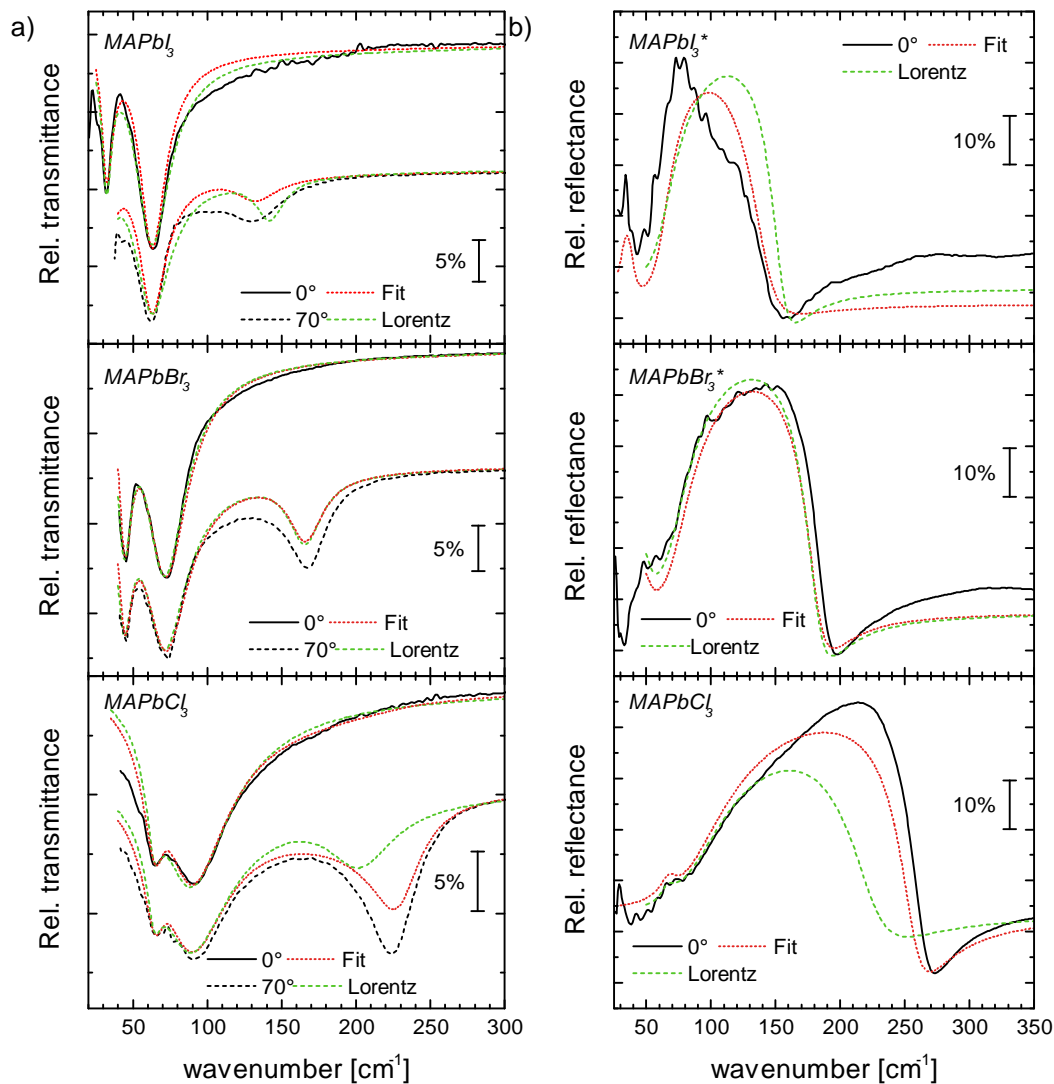 a)
MAPbI3
Rel. transmittance
5%
0° Fit
70° Lorentz
MAPbBr3
Rel. transmittance
5%
0° Fit
70° Lorentz
MAPbCl3
Rel. transmittance
5%
0° Fit
70° Lorentz
50 100 150 200 250 300
wavenumber [cm-1]
b)
MAPbI3*
0° Fit
Lorentz
Rel. reflectance
10%
MAPbBr3*
Rel. reflectance
10%
0° Fit
Lorentz
MAPbCl3
Rel. reflectance
10%
0° Fit
Lorentz
50 100 150 200 250 300 350
wavenumber [cm-1]